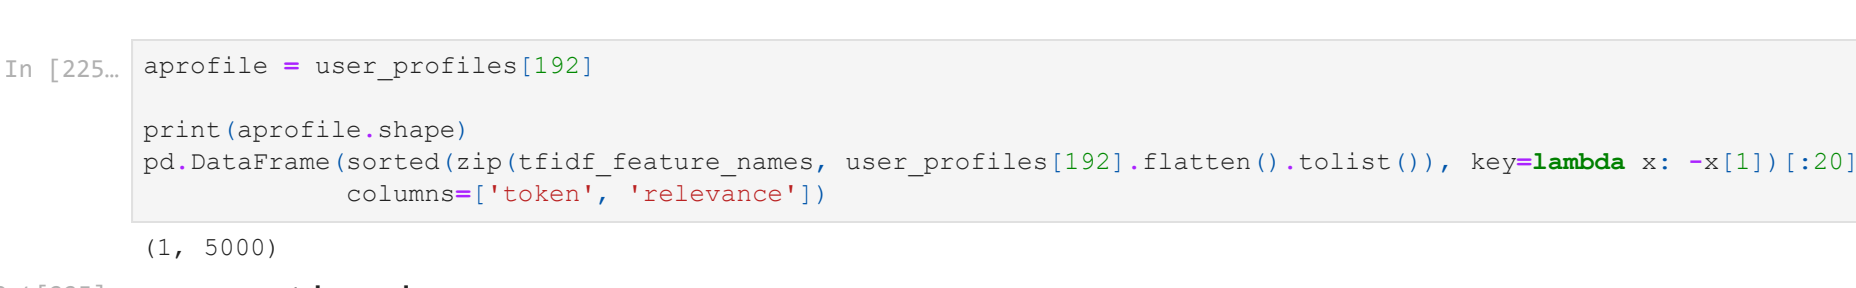 In [225…
aprofile = user_profiles[192]
print(aprofile.shape)
pd.DataFrame(sorted(zip(tfidf_feature_names, user_profiles[192].flatten().tolist()), key=lambda x: -x[1])[:20]
columns=['token', 'relevance'])
(1, 5000)